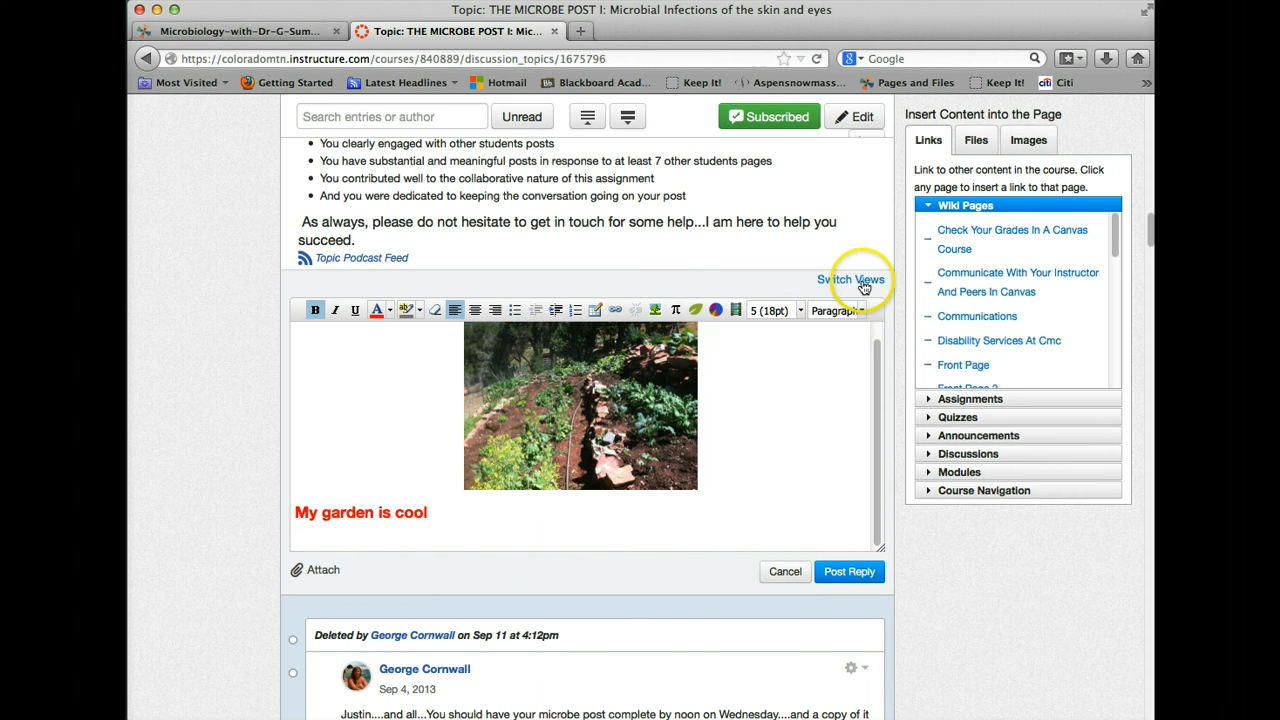 Topic: THE MICROBE POST I: Microbial Infections of the skin and eyes
Microbiology-with-Dr-G-Sum...
Topic: THE MICROBE POST I: Mic...
https://coloradomtn.instructure.com/courses/840889/discussion_topics/1675796
Google
Most Visited
Getting Started
Latest Headlines
Hotmail
Blackboard Acad...
Keep It!
Aspensnowmass...
Pages and Files
Keep It!
Citi
Search entries or author
Unread
Subscribed
Edit
You clearly engaged with other students posts
You have substantial and meaningful posts in response to at least 7 other students pages
You contributed well to the collaborative nature of this assignment
And you were dedicated to keeping the conversation going on your post
As always, please do not hesitate to get in touch for some help...I am here to help you
succeed.
Topic Podcast Feed
Switch Views
B I U A 5 (18pt) Paragraph
My garden is cool
Attach
Cancel
Post Reply
Deleted by George Cornwall on Sep 11 at 4:12pm
George Cornwall
Sep 4, 2013
Justin....and all...You should have your microbe post complete by noon on Wednesday....and a copy of it
Insert Content into the Page
Links
Files
Images
Link to other content in the course. Click
any page to insert a link to that page.
Wiki Pages
Check Your Grades In A Canvas
Course
Communicate With Your Instructor
And Peers In Canvas
Communications
Disability Services At Cmc
Front Page
Front Page 2
Assignments
Quizzes
Announcements
Discussions
Modules
Course Navigation